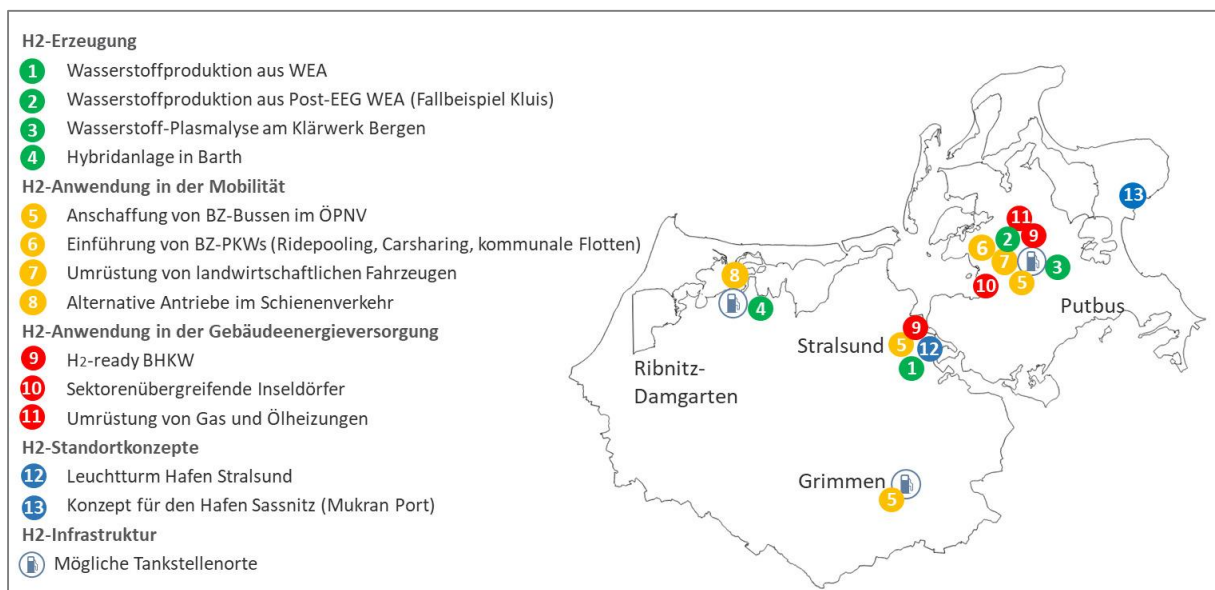 H2-Erzeugung
1 Wasserstoffproduktion aus WEA
2 Wasserstoffproduktion aus Post-EEG WEA (Fallbeispiel Kluis)
3 Wasserstoff-Plasmalyse am Klärwerk Bergen
4 Hybridanlage in Barth
H2-Anwendung in der Mobilität
5 Anschaffung von BZ-Bussen im ÖPNV
6 Einführung von BZ-PKWs (Ridepooling, Carsharing, kommunale Flotten)
7 Umrüstung von landwirtschaftlichen Fahrzeugen
8 Alternative Antriebe im Schienenverkehr
H2-Anwendung in der Gebäudeenergieversorgung
9 H2-ready BHKW
10 Sektorenübergreifende Inseldörfer
11 Umrüstung von Gas und Ölheizungen
H2-Standortkonzepte
12 Leuchtturm Hafen Stralsund
13 Konzept für den Hafen Sassnitz (Mukran Port)
H2-Infrastruktur
Mögliche Tankstellenorte
13
11
9
2
6
7
3
5
10
Putbus
8
4
Ribnitz-
Damgarten
9
Stralsund
5
12
1
Grimmen
5